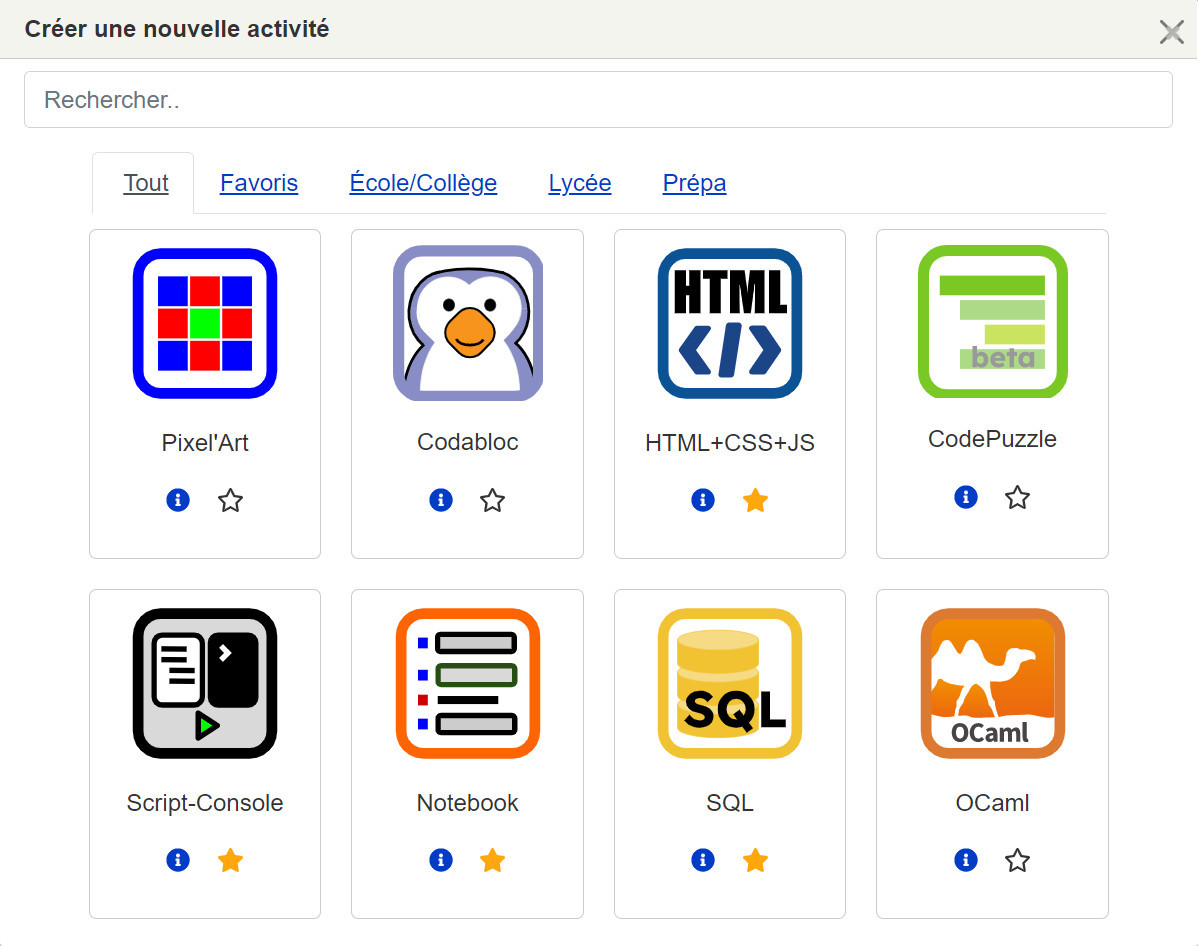 Créer une nouvelle activité
Rechercher..
Tout Favoris École/Collège Lycée Prépa
HTML
</>
beta
Pixel'Art Codabloc HTML+CSS+JS CodePuzzle
SQL
OCaml
Script-Console Notebook SQL OCaml